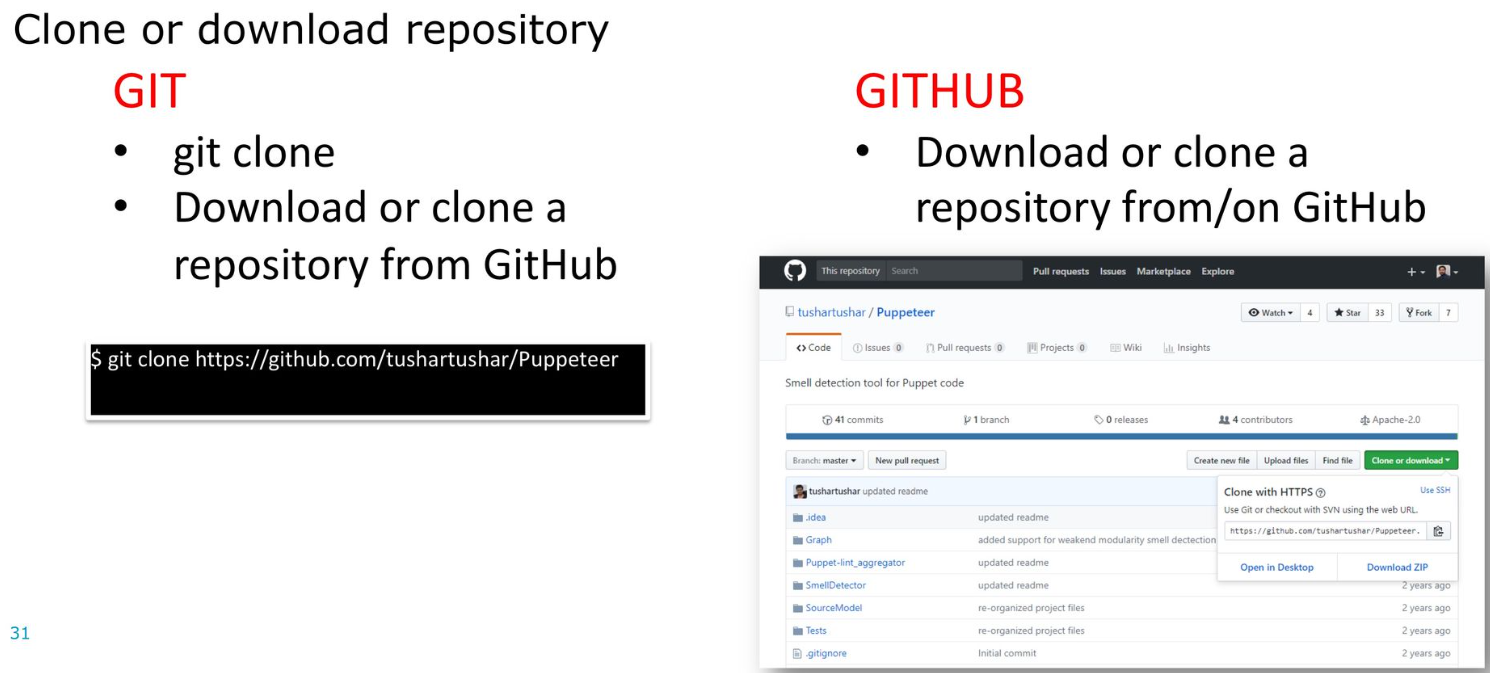 Clone or download repository
GIT
• git clone
• Download or clone a
repository from GitHub
$ git clone https://github.com/tushartushar/Puppeteer
31
GITHUB
• Download or clone a
repository from/on GitHub
This repository Search Pull requests Issues Marketplace Explore
tushartushar / Puppeteer Watch 4 Star 33 Fork 7
Code Issues 0 Pull requests 0 Projects 0 Wiki Insights
Smell detection tool for Puppet code
41 commits 1 branch 0 releases 4 contributors Apache-2.0
Branch: master New pull request Create new file Upload files Find file Clone or download
tushartushar updated readme
Clone with HTTPS Use SSH
Use Git or checkout with SVN using the web URL.
https://github.com/tushartushar/Puppeteer.
Open in Desktop Download ZIP
.idea updated readme
Graph added support for weakend modularity smell dectection
Puppet-lint_aggregator updated readme
SmellDetector updated readme 2 years ago
SourceModel re-organized project files 2 years ago
Tests re-organized project files 2 years ago
.gitignore Initial commit 2 years ago